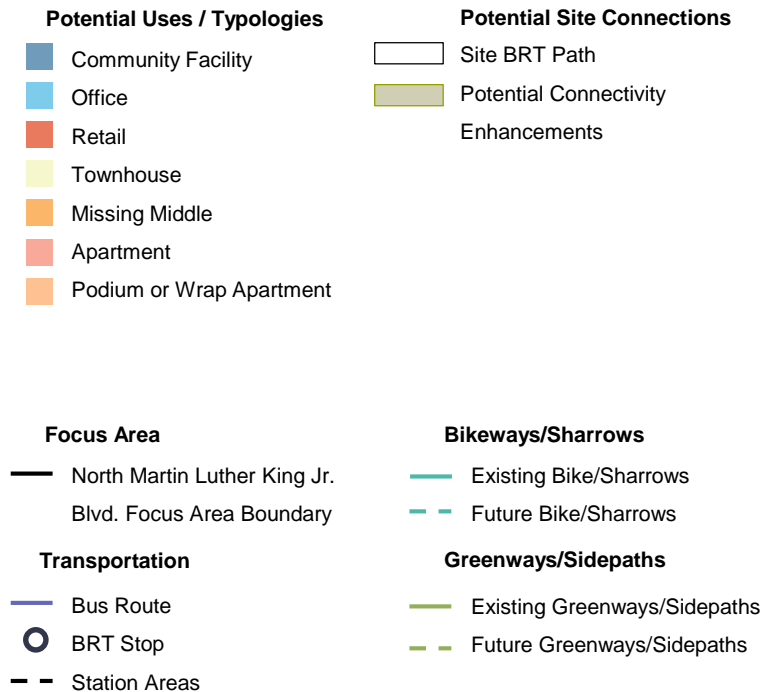 Potential Uses / Typologies
Community Facility
Office
Retail
Townhouse
Missing Middle
Apartment
Podium or Wrap Apartment
Potential Site Connections
Site BRT Path
Potential Connectivity
Enhancements
Focus Area
North Martin Luther King Jr.
Blvd. Focus Area Boundary
Transportation
Bus Route
BRT Stop
Station Areas
Bikeways/Sharrows
Existing Bike/Sharrows
Future Bike/Sharrows
Greenways/Sidepaths
Existing Greenways/Sidepaths
Future Greenways/Sidepaths